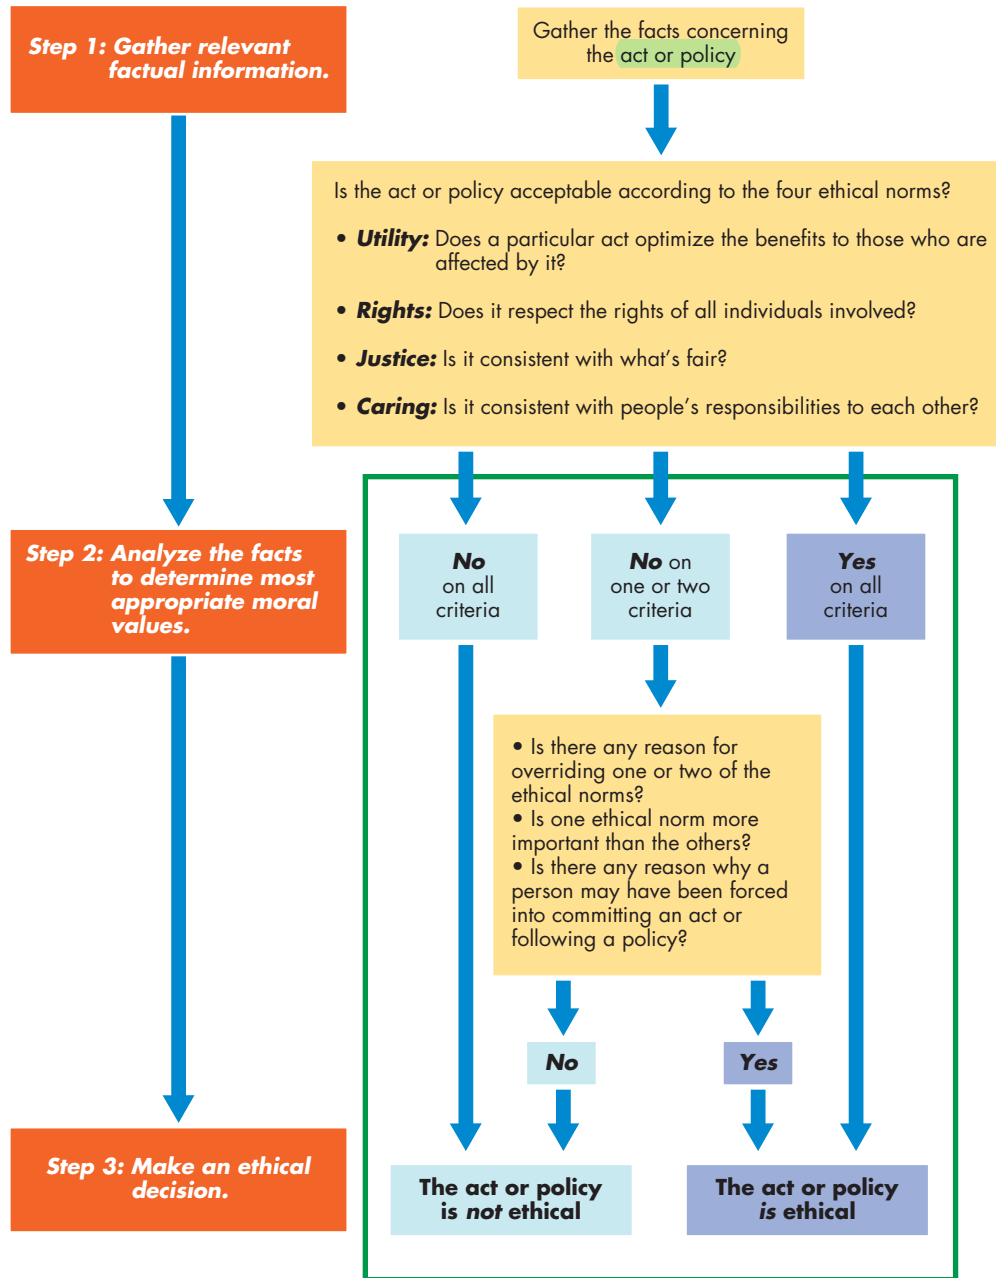 Step 1: Gather relevant
factual information.
Gather the facts concerning
the act or policy
Is the act or policy acceptable according to the four ethical norms?
• Utility: Does a particular act optimize the benefits to those who are
affected by it?
• Rights: Does it respect the rights of all individuals involved?
• Justice: Is it consistent with what’s fair?
• Caring: Is it consistent with people’s responsibilities to each other?
Step 2: Analyze the facts
to determine most
appropriate moral
values.
No
on all
criteria
No on
one or two
criteria
Yes
on all
criteria
• Is there any reason for
overriding one or two of the
ethical norms?
• Is one ethical norm more
important than the others?
• Is there any reason why a
person may have been forced
into committing an act or
following a policy?
No
Yes
Step 3: Make an ethical
decision.
The act or policy
is not ethical
The act or policy
is ethical